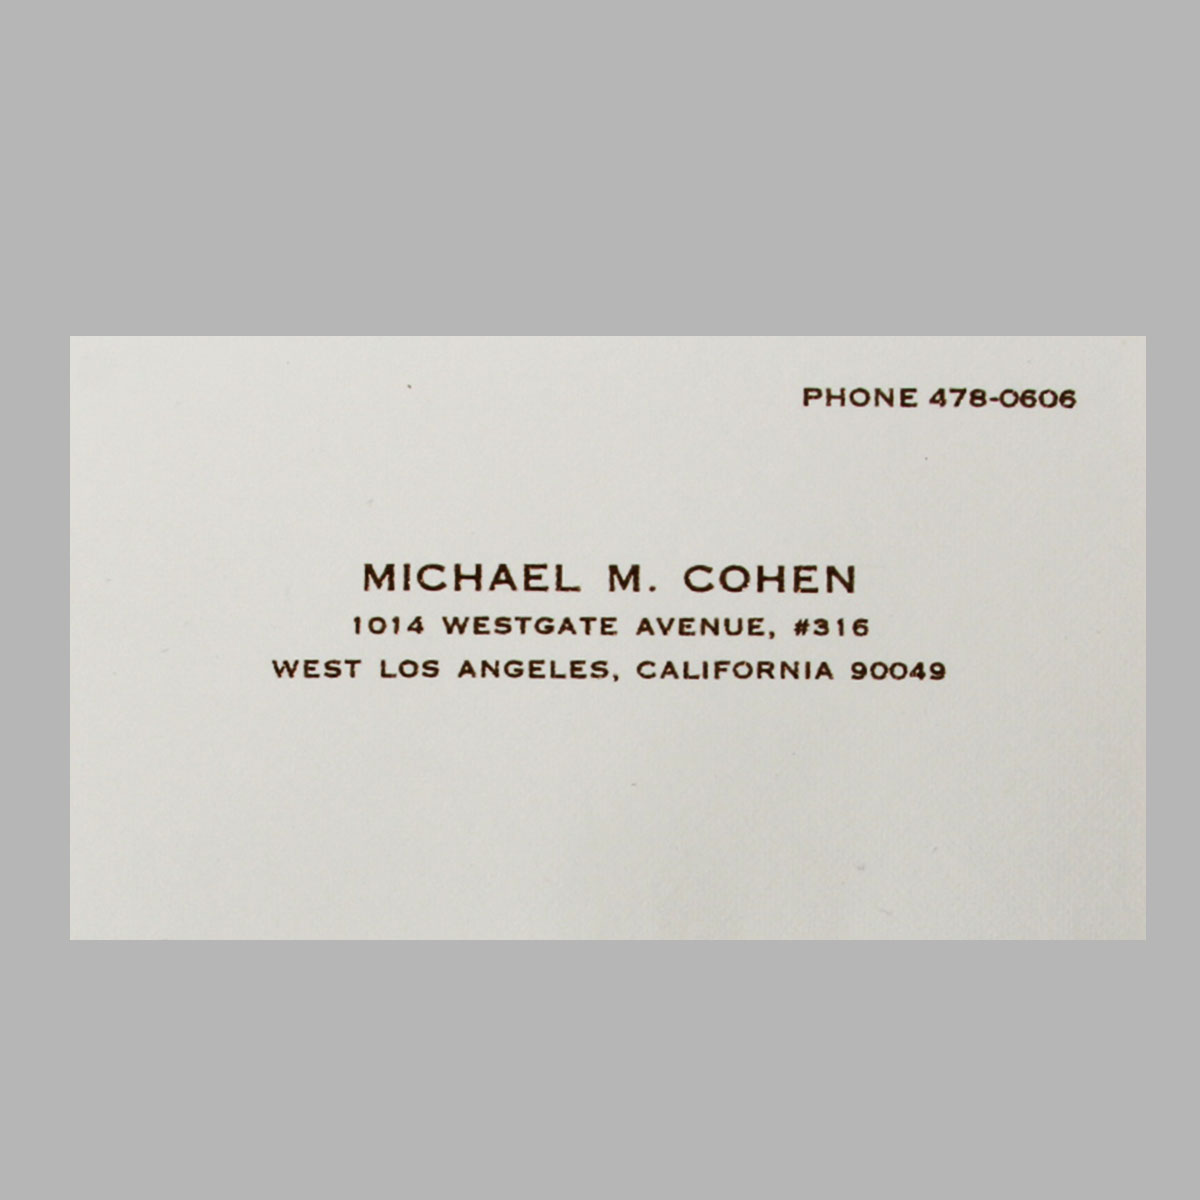 PHONE 478-0606
MICHAEL M. COHEN
1014 WESTGATE AVENUE, #316
WEST LOS ANGELES, CALIFORNIA 90049